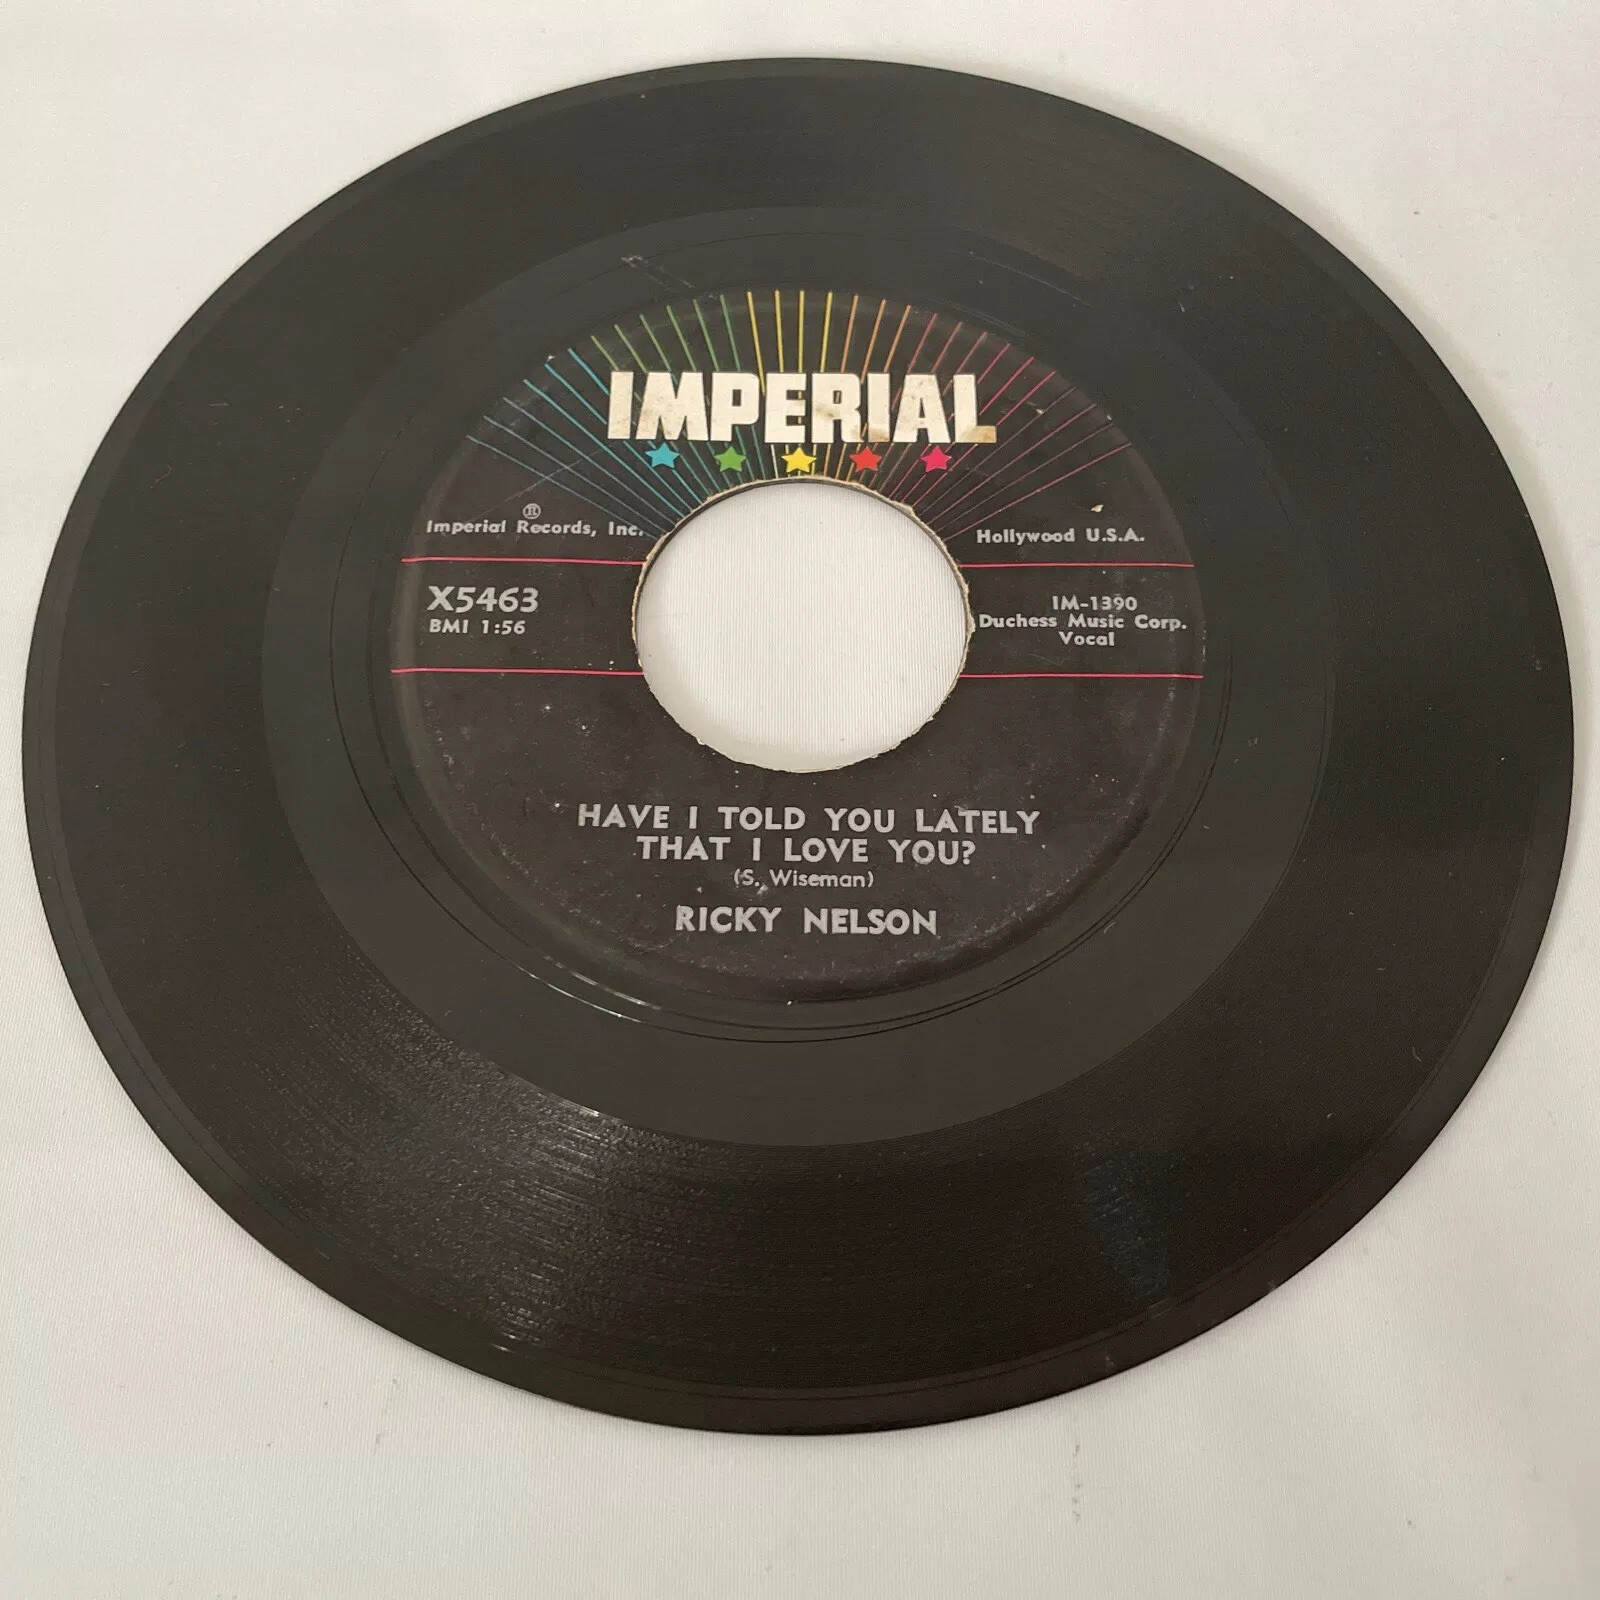 IMPERIAL
®
Imperial Records, Inc.
Hollywood U.S.A.
X5463
BMI 1:56
IM-1390
Duchess Music Corp.
Vocal
HAVE I TOLD YOU LATELY
THAT I LOVE YOU?
(S. Wiseman)
RICKY NELSON